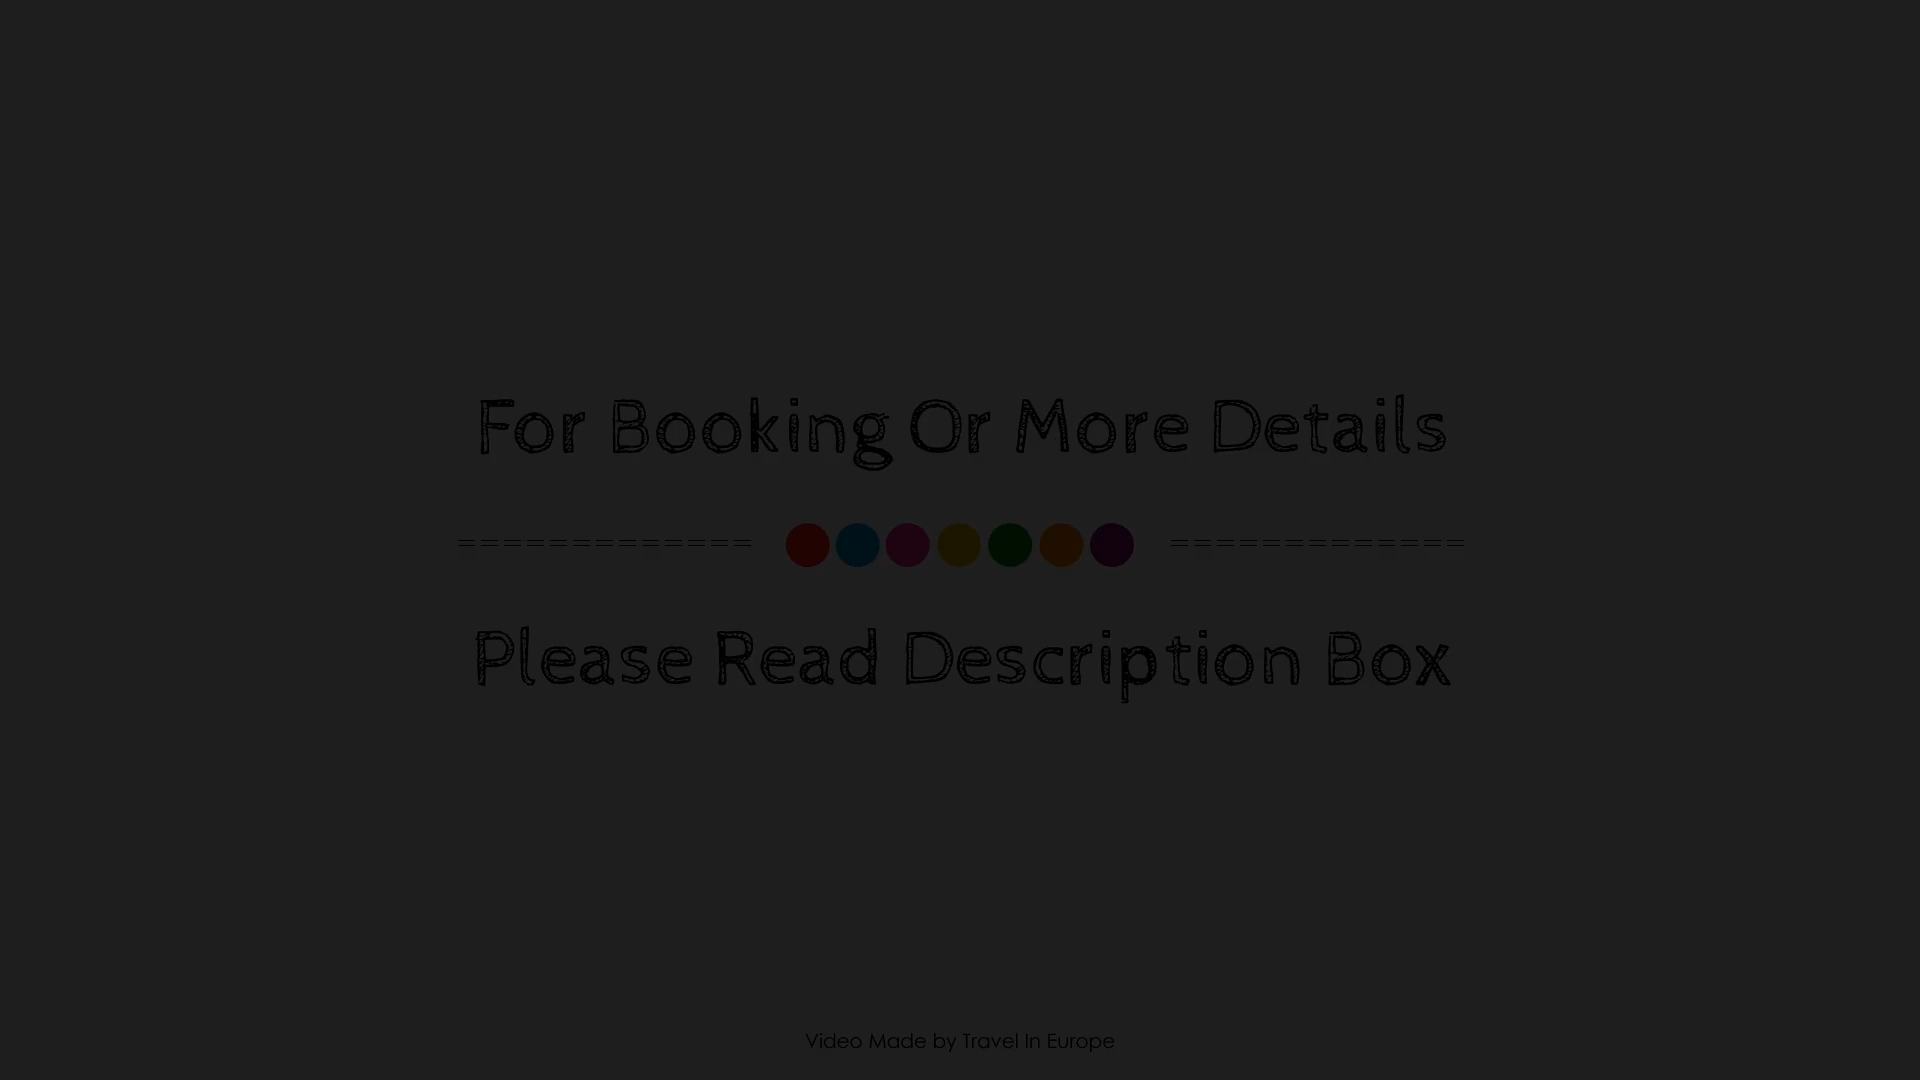 For Booking Or More Details
============= =============
Please Read Description Box
Video Made by Travel In Europe